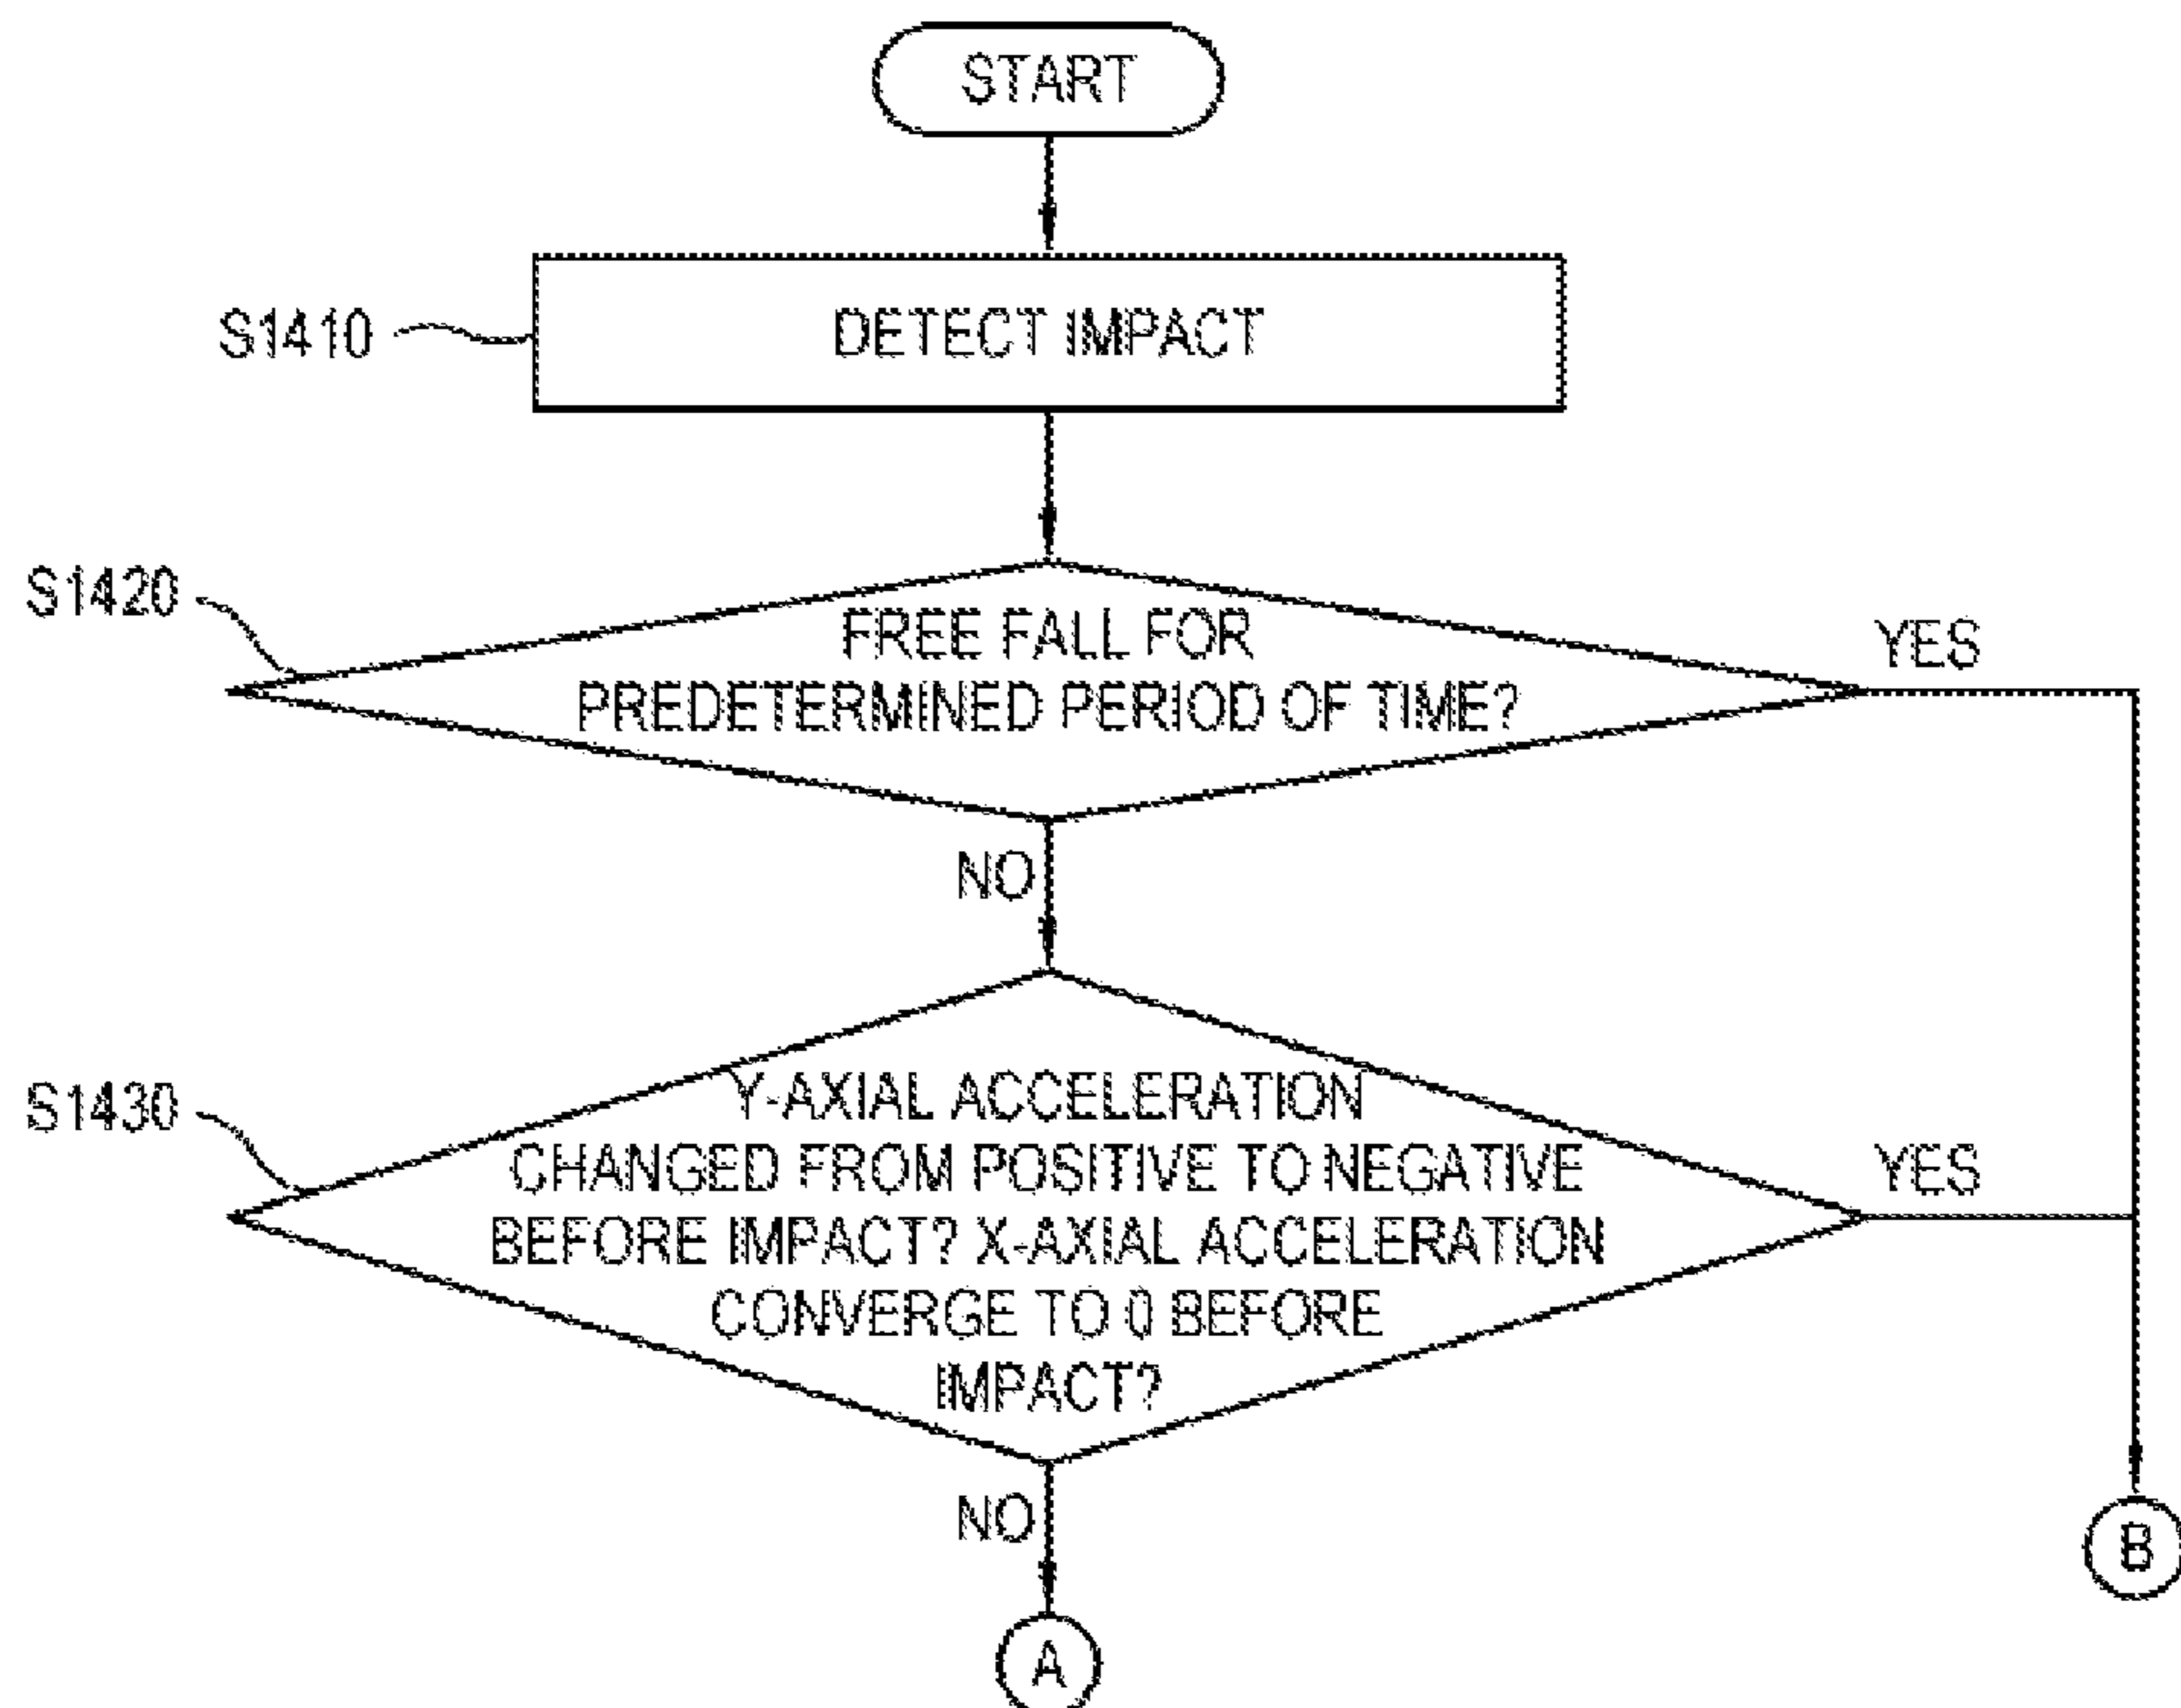 START
S1410
DETECT IMPACT
S1420
FREE FALL FOR
PREDETERMINED PERIOD OF TIME?
YES
NO
S1430
Y-AXIAL ACCELERATION
CHANGED FROM POSITIVE TO NEGATIVE
BEFORE IMPACT? X-AXIAL ACCELERATION
CONVERGE TO 0 BEFORE
IMPACT?
YES
NO
B
A